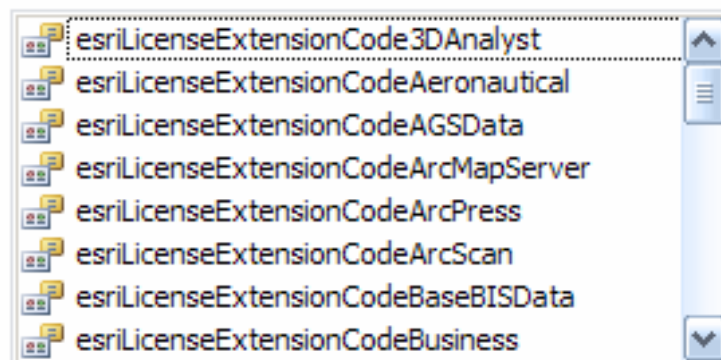 esriLicenseExtensionCode3DAnalyst
esriLicenseExtensionCodeAeronautical
esriLicenseExtensionCodeAGSData
esriLicenseExtensionCodeArcMapServer
esriLicenseExtensionCodeArcPress
esriLicenseExtensionCodeArcScan
esriLicenseExtensionCodeBaseBISData
esriLicenseExtensionCodeBusiness